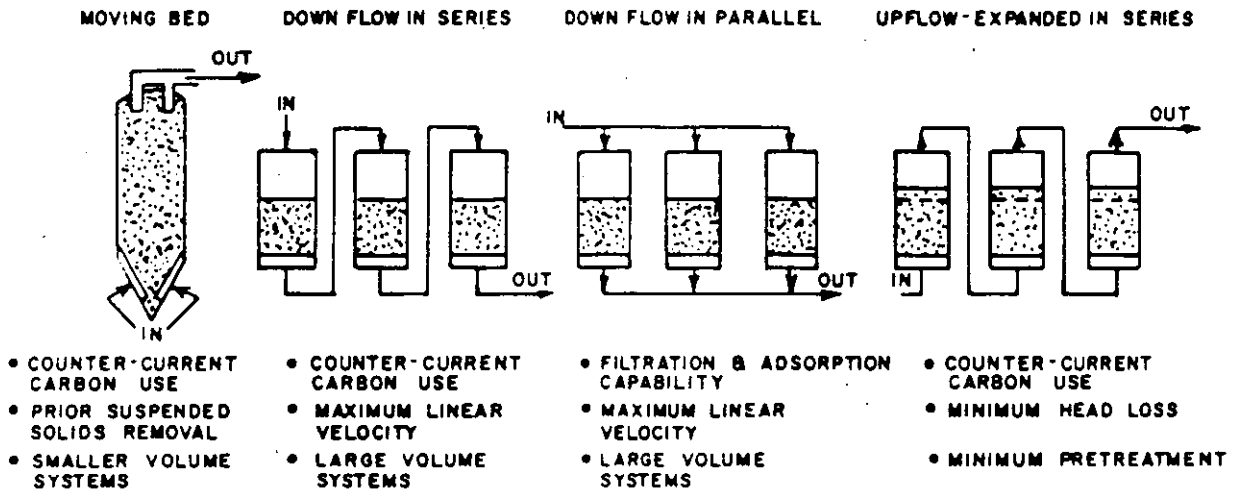 MOVING BED
OUT
IN
• COUNTER-CURRENT
CARBON USE
• PRIOR SUSPENDED
SOLIDS REMOVAL
• SMALLER VOLUME
SYSTEMS
DOWN FLOW IN SERIES
IN
OUT
• COUNTER-CURRENT
CARBON USE
• MAXIMUM LINEAR
VELOCITY
• LARGE VOLUME
SYSTEMS
DOWN FLOW IN PARALLEL
IN
OUT
• FILTRATION & ADSORPTION
CAPABILITY
• MAXIMUM LINEAR
VELOCITY
• LARGE VOLUME
SYSTEMS
UPFLOW-EXPANDED IN SERIES
OUT
IN
• COUNTER-CURRENT
CARBON USE
• MINIMUM HEAD LOSS
• MINIMUM PRETREATMENT